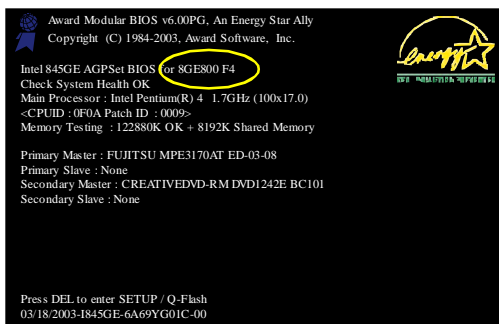 Award Modular BIOS v6.00PG, An Energy Star Ally
Copyright (C) 1984-2003, Award Software, Inc.
energy
Intel 845GE AGPSet BIOS for 8GE800 F4
Check System Health OK
Main Processor : Intel Pentium(R) 4 1.7GHz (100x17.0)
<CPUID : 0F0A Patch ID : 0009>
Memory Testing : 122880K OK + 8192K Shared Memory
Primary Master : FUJITSU MPE3170AT ED-03-08
Primary Slave : None
Secondary Master : CREATIVEDVD-RM DVD1242E BC101
Secondary Slave : None
Press DEL to enter SETUP / Q-Flash
03/18/2003-I845GE-6A69YG01C-00